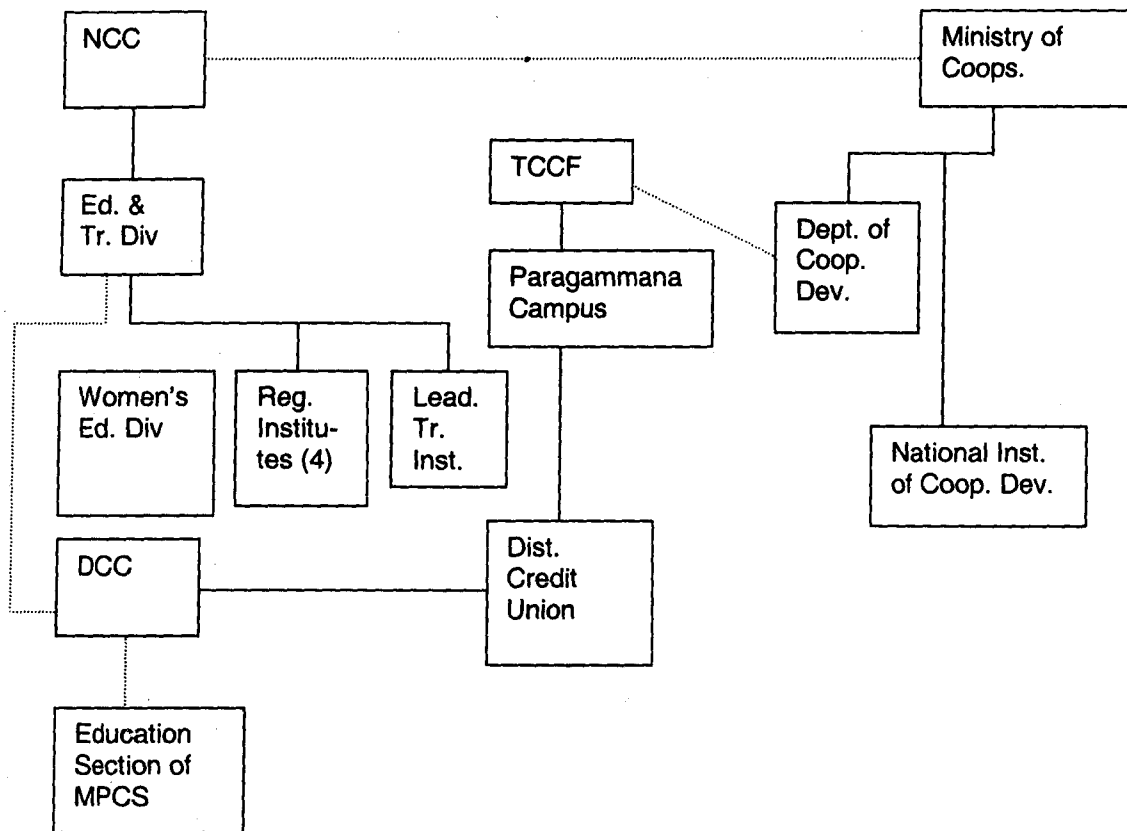 NCC
Ministry of
Coops.
TCCF
Ed. &
Tr. Div
Dept. of
Coop.
Dev.
Paragammana
Campus
Women's
Ed. Div
Reg.
Institu-
tes (4)
Lead.
Tr.
Inst.
National Inst.
of Coop. Dev.
DCC
Dist.
Credit
Union
Education
Section of
MPCS